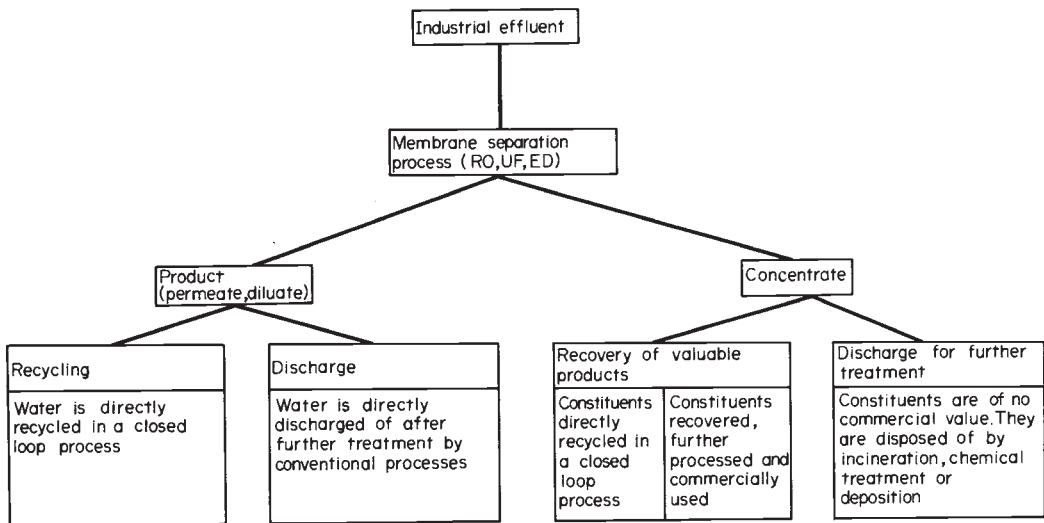 Industrial effluent
Membrane separation
process (RO,UF,ED)
Product
(permeate,diluate)
Concentrate
Recycling
Water is directly
recycled in a closed
loop process
Discharge
Water is directly
discharged of after
further treatment by
conventional processes
Recovery of valuable
products
Constituents
directly
recycled in
a closed
loop
process
Constituents
recovered,
further
processed and
commercially
used
Discharge for further
treatment
Constituents are of no
commercial value. They
are disposed of by
incineration, chemical
treatment or
deposition